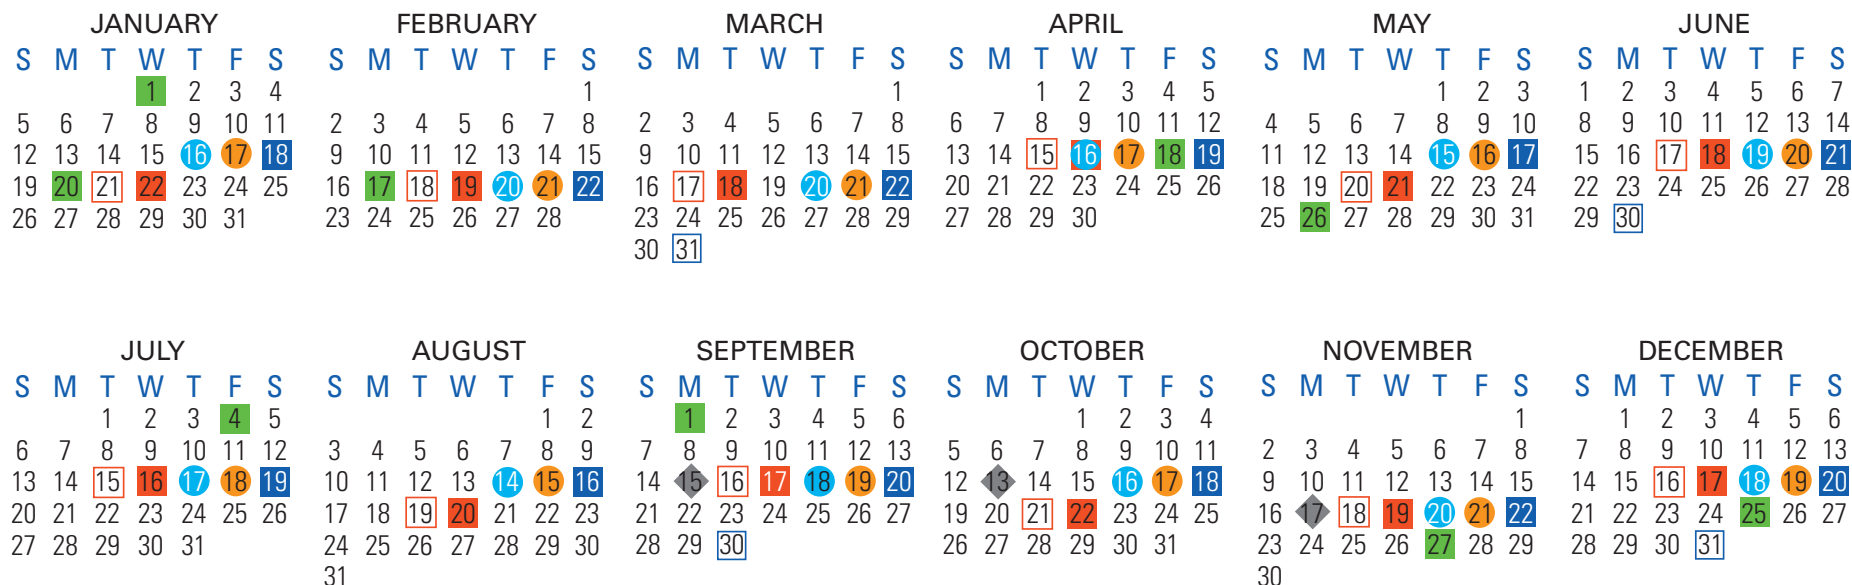 JANUARY FEBRUARY MARCH APRIL MAY JUNE
S M T W T F S S M T W T F S S M T W T F S S M T W T F S S M T W T F S S M T W T F S
1 2 3 4 1 1 1 2 3 4 5 1 2 3 1 2 3 4 5 6 7
5 6 7 8 9 10 11 2 3 4 5 6 7 8 2 3 4 5 6 7 8 6 7 8 9 10 11 12 4 5 6 7 8 9 10 8 9 10 11 12 13 14
12 13 14 15 16 17 18 9 10 11 12 13 14 15 9 10 11 12 13 14 15 13 14 15 16 17 18 19 11 12 13 14 15 16 17 15 16 17 18 19 20 21
19 20 21 22 23 24 25 16 17 18 19 20 21 22 16 17 18 19 20 21 22 20 21 22 23 24 25 26 18 19 20 21 22 23 24 22 23 24 25 26 27 28
26 27 28 29 30 31 23 24 25 26 27 28 23 24 25 26 27 28 29 27 28 29 30 25 26 27 28 29 30 31 29 30
30 31
JULY AUGUST SEPTEMBER OCTOBER NOVEMBER DECEMBER
S M T W T F S S M T W T F S S M T W T F S S M T W T F S S M T W T F S S M T W T F S
1 2 3 4 5 1 2 1 2 3 4 5 6 1 2 3 4 1 1 2 3 4 5 6
6 7 8 9 10 11 12 3 4 5 6 7 8 9 7 8 9 10 11 12 13 5 6 7 8 9 10 11 2 3 4 5 6 7 8 7 8 9 10 11 12 13
13 14 15 16 17 18 19 10 11 12 13 14 15 16 14 15 16 17 18 19 20 12 13 14 15 16 17 18 9 10 11 12 13 14 15 14 15 16 17 18 19 20
20 21 22 23 24 25 26 17 18 19 20 21 22 23 21 22 23 24 25 26 27 19 20 21 22 23 24 25 16 17 18 19 20 21 22 21 22 23 24 25 26 27
27 28 29 30 31 24 25 26 27 28 29 30 28 29 30 26 27 28 29 30 31 23 24 25 26 27 28 29 28 29 30 31
31 30